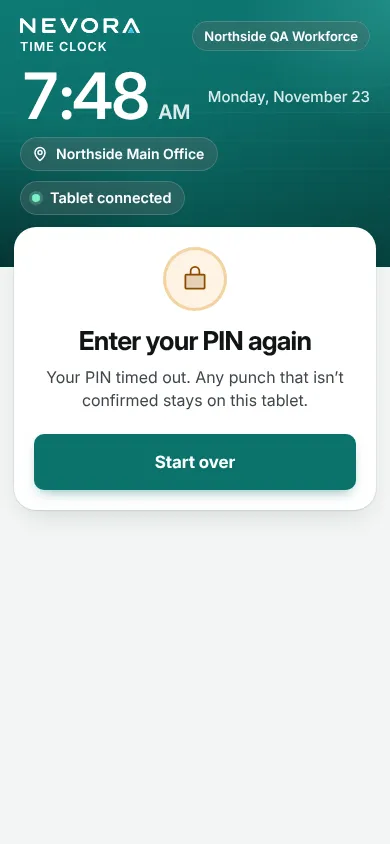 NEVORA
TIME CLOCK
Northside QA Workforce
7:48 AM
Monday, November 23
Northside Main Office
Tablet connected
Enter your PIN again
Your PIN timed out. Any punch that isn’t
confirmed stays on this tablet.
Start over